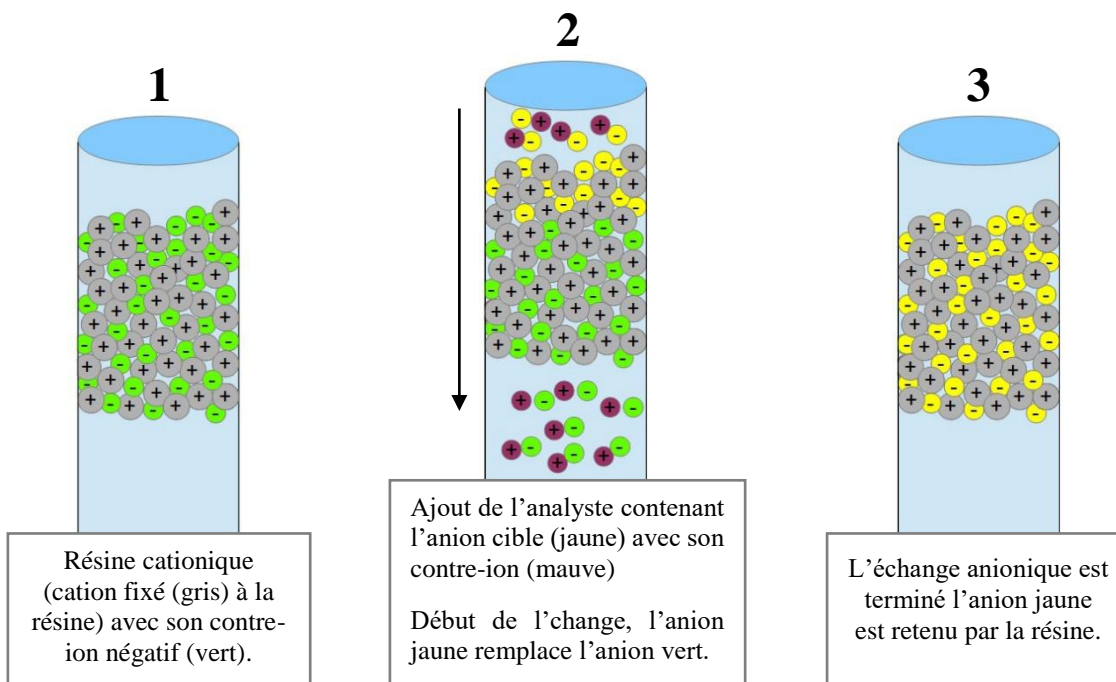 1
Résine cationique
(cation fixé (gris) à la
résine) avec son contre-
ion négatif (vert).
2
Ajout de l’analyste contenant
l’anion cible (jaune) avec son
contre-ion (mauve)
Début de l’change, l’anion
jaune remplace l’anion vert.
3
L’échange anionique est
terminé l’anion jaune
est retenu par la résine.